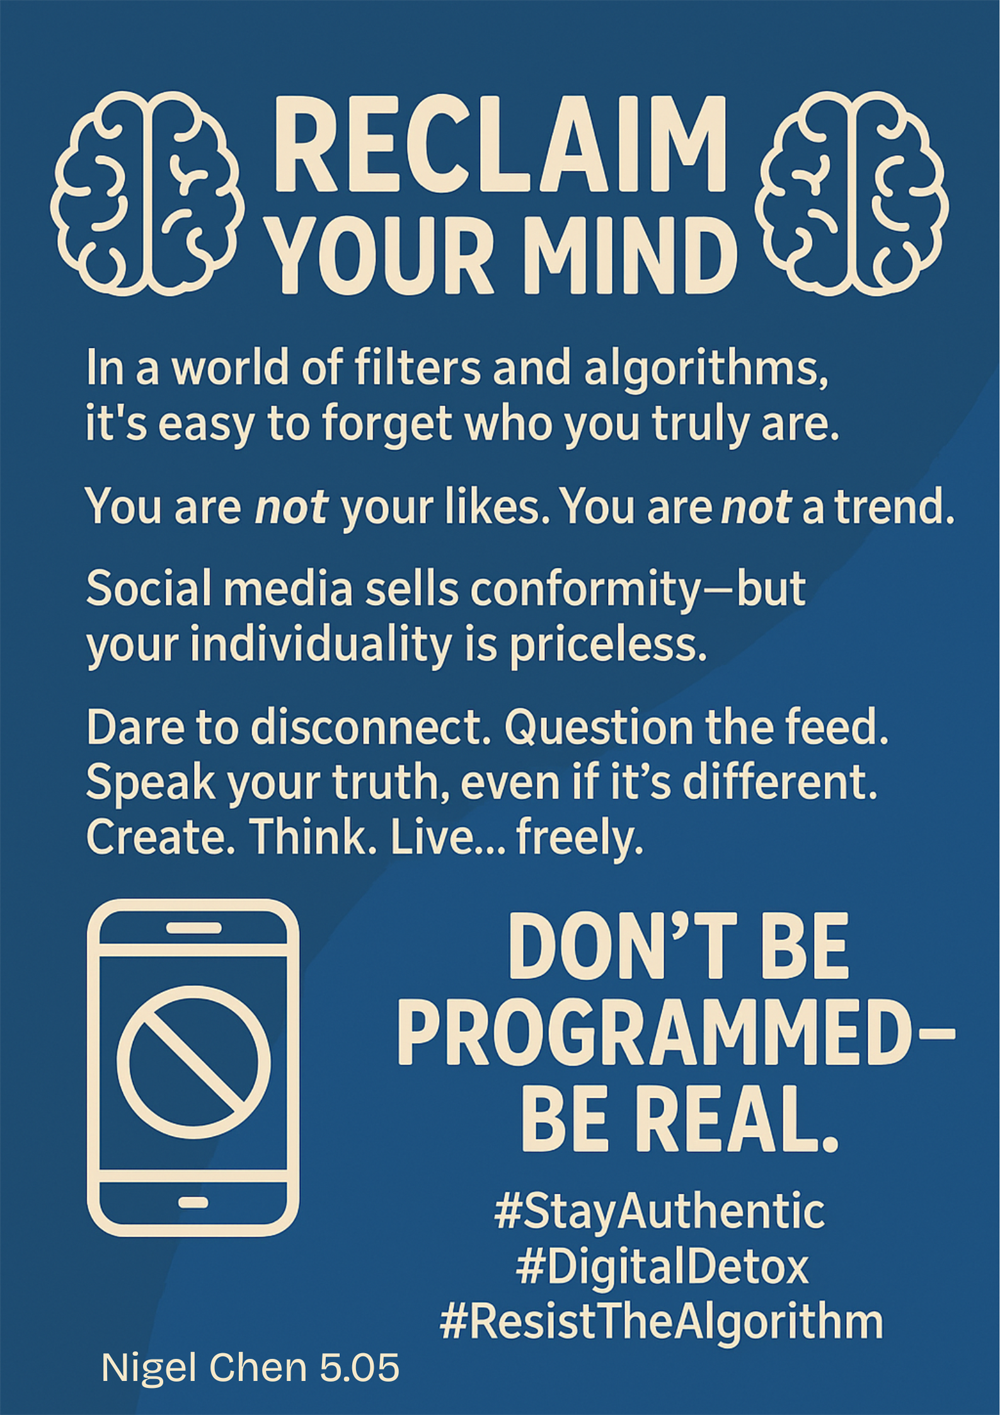 RECLAIM
YOUR MIND
In a world of filters and algorithms,
it's easy to forget who you truly are.
You are not your likes. You are not a trend.
Social media sells conformity—but
your individuality is priceless.
Dare to disconnect. Question the feed.
Speak your truth, even if it’s different.
Create. Think. Live... freely.
DON’T BE
PROGRAMMED–
BE REAL.
#StayAuthentic
#DigitalDetox
#ResistTheAlgorithm
Nigel Chen 5.05